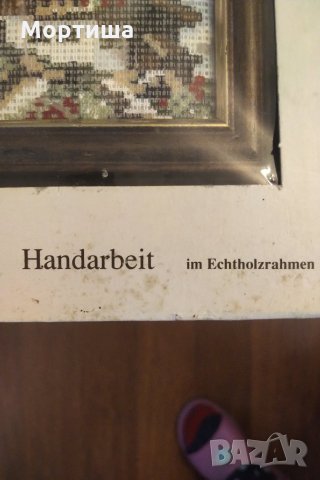 Мортиша
Handarbeit im Echtholzrahmen
BAZAR